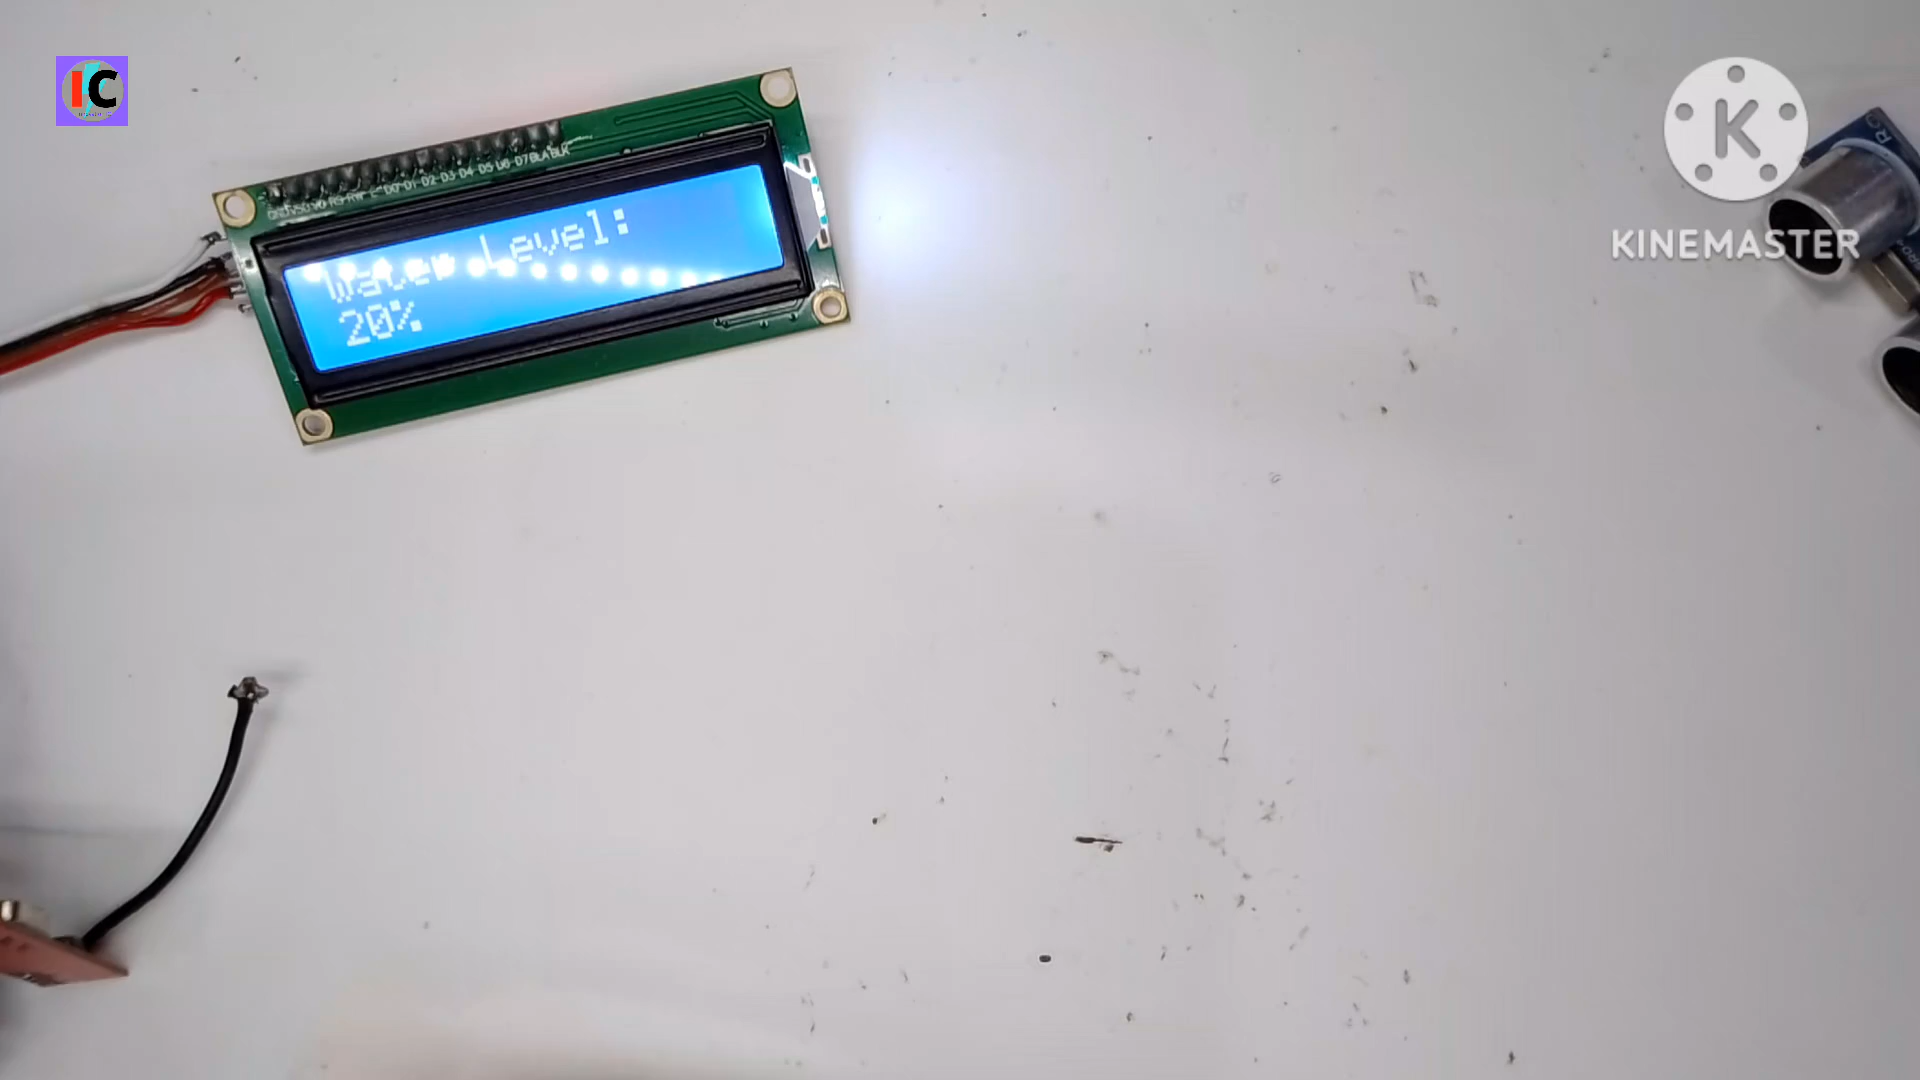 IC
Water Level:
20%
GND V50 V0 RS RW E D0 D1 D2 D3 D4 D5 D6 D7 BLA BLK
K
KINEMASTER
R